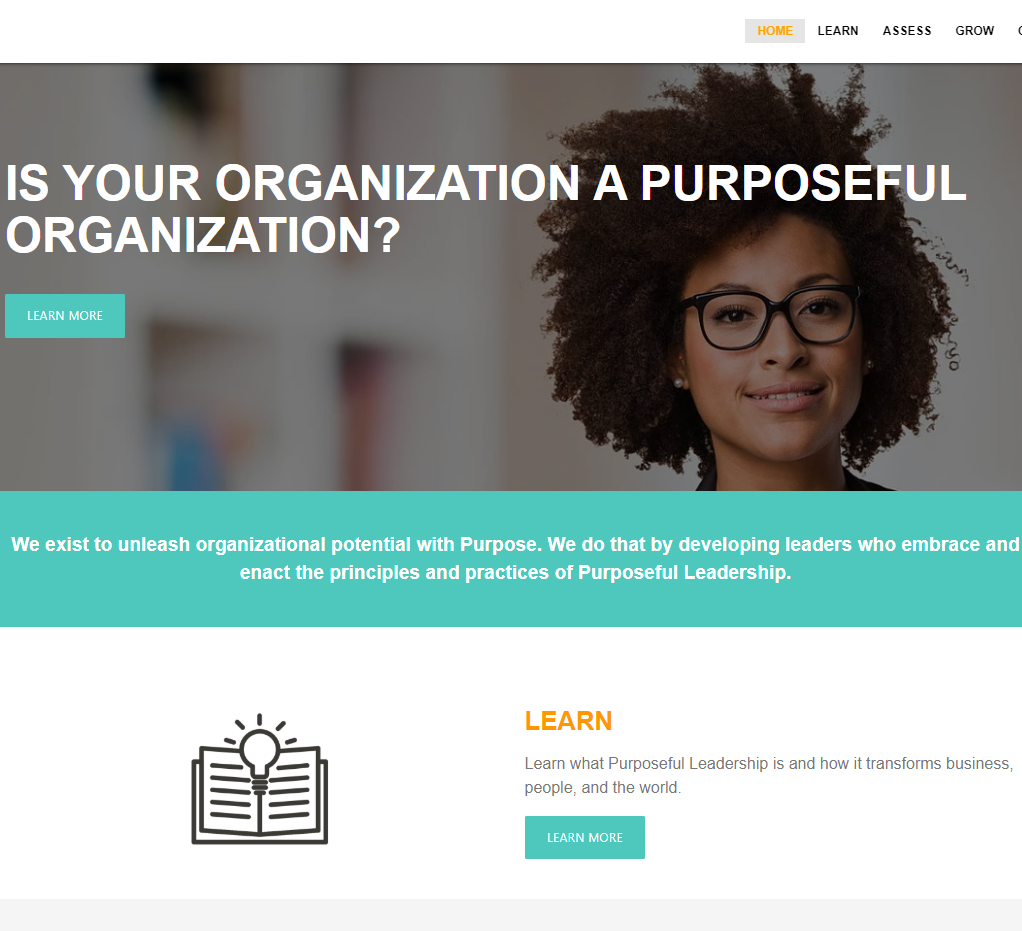 HOME LEARN ASSESS GROW
IS YOUR ORGANIZATION A PURPOSEFUL
ORGANIZATION?
LEARN MORE
We exist to unleash organizational potential with Purpose. We do that by developing leaders who embrace and
enact the principles and practices of Purposeful Leadership.
LEARN
Learn what Purposeful Leadership is and how it transforms business,
people, and the world.
LEARN MORE